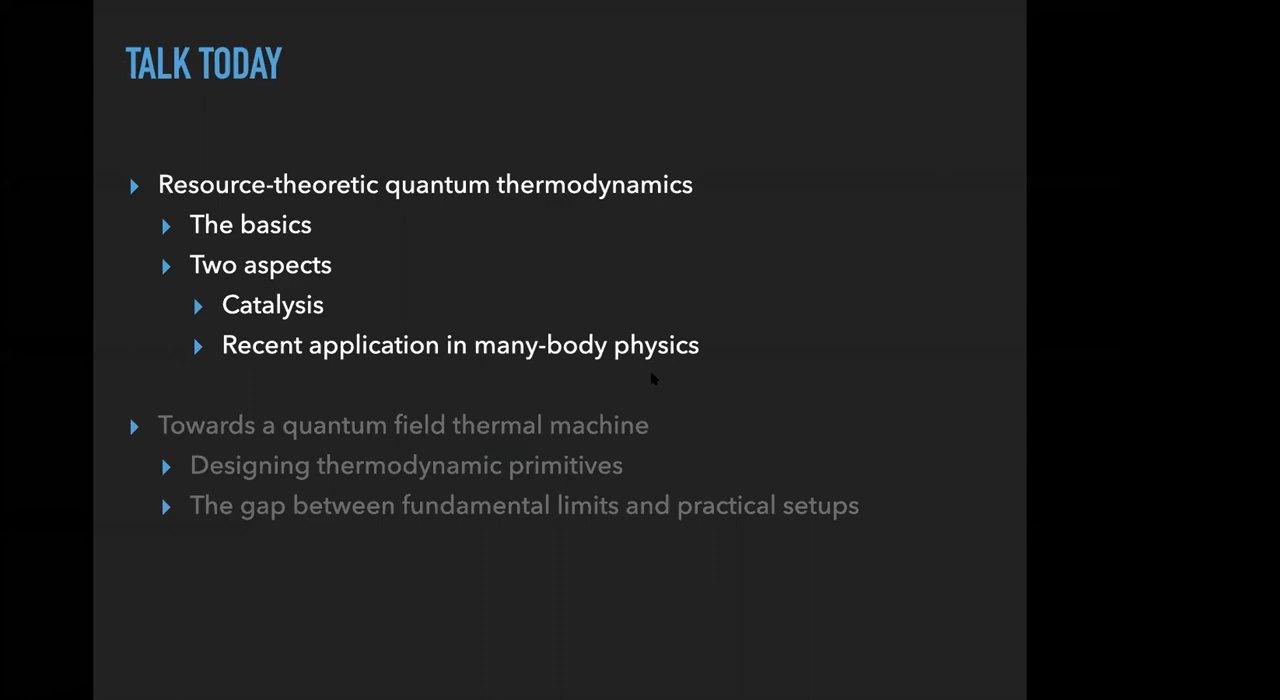 TALK TODAY
Resource-theoretic quantum thermodynamics
The basics
Two aspects
Catalysis
Recent application in many-body physics
Towards a quantum field thermal machine
Designing thermodynamic primitives
The gap between fundamental limits and practical setups